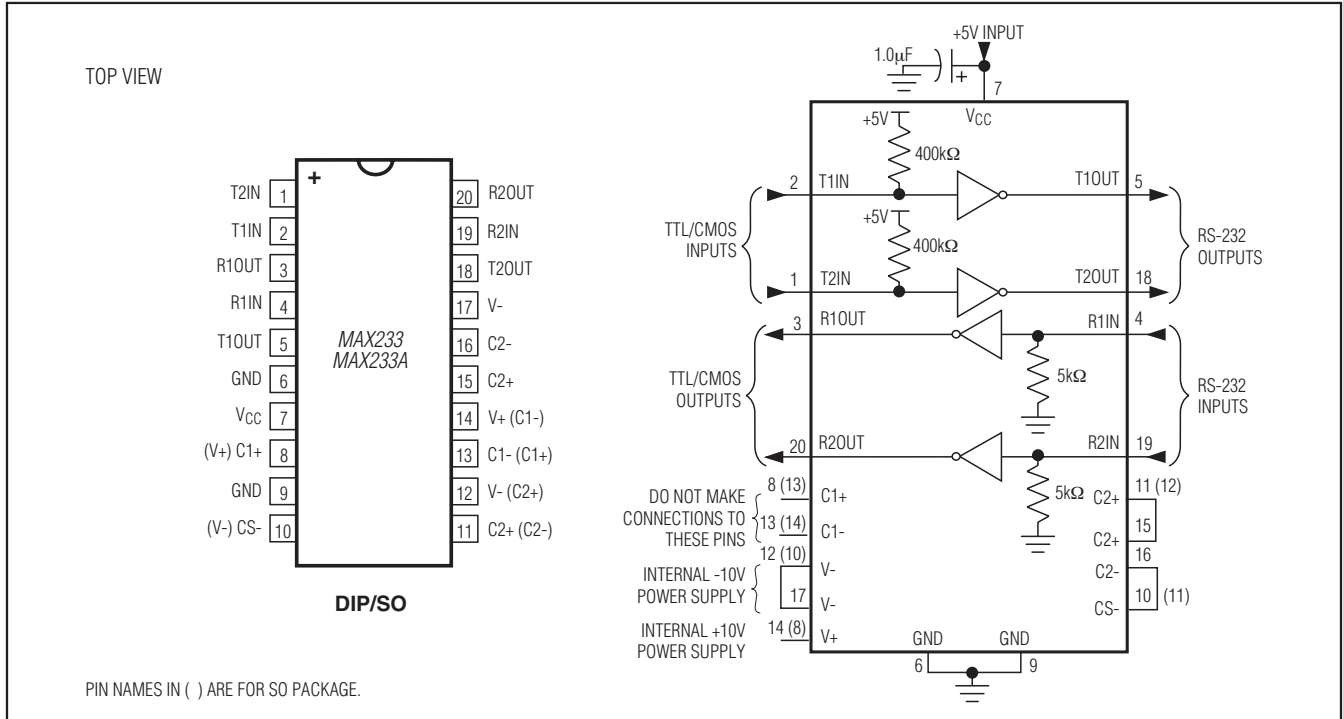 TOP VIEW
T2IN 1
T1IN 2
R1OUT 3
R1IN 4
T1OUT 5
GND 6
VCC 7
(V+) C1+ 8
GND 9
(V-) CS- 10
+
MAX233
MAX233A
20 R2OUT
19 R2IN
18 T2OUT
17 V-
16 C2-
15 C2+
14 V+ (C1-)
13 C1- (C1+)
12 V- (C2+)
11 C2+ (C2-)
DIP/SO
PIN NAMES IN ( ) ARE FOR SO PACKAGE.
+5V INPUT
1.0μF
+
7
VCC
+5V
400kΩ
2 T1IN T1OUT 5
+5V
400kΩ
TTL/CMOS
INPUTS
RS-232
OUTPUTS
1 T2IN T2OUT 18
3 R1OUT R1IN 4
5kΩ
TTL/CMOS
OUTPUTS
RS-232
INPUTS
20 R2OUT R2IN 19
5kΩ
DO NOT MAKE
CONNECTIONS TO
THESE PINS
8 (13) C1+
13 (14) C1-
INTERNAL -10V
POWER SUPPLY
12 (10) V-
17 V-
INTERNAL +10V
POWER SUPPLY
14 (8) V+
C2+ 11 (12)
C2+ 15
C2- 16
CS- 10 (11)
GND GND
6 9